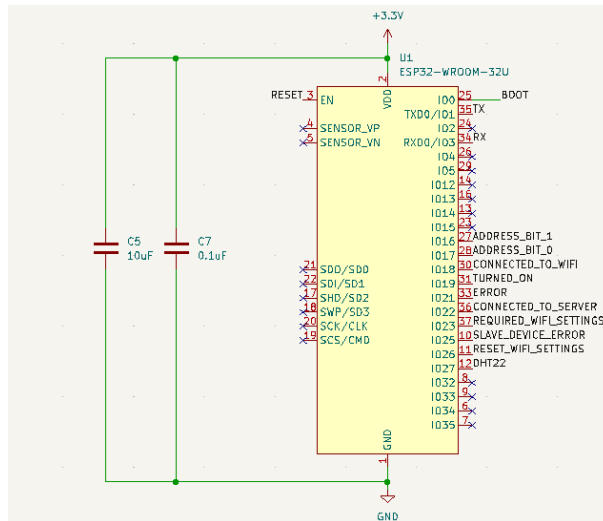 +3.3V
U1
ESP32-WROOM-32U
2
VDD
RESET 3 EN
IO0 25 BOOT
TXD0/IO1 35 TX
4 SENSOR_VP
IO2 24
5 SENSOR_VN
RXD0/IO3 34 RX
IO4 26
IO5 29
IO12 14
IO13 16
IO14 13
IO15 23
IO16 27 ADDRESS_BIT_1
IO17 28 ADDRESS_BIT_0
C5
10uF
C7
0.1uF
21 SDO/SD0
IO18 30 CONNECTED_TO_WIFI
22 SDI/SD1
IO19 31 TURNED_ON
17 SHD/SD2
IO21 33 ERROR
18 SWP/SD3
IO22 36 CONNECTED_TO_SERVER
20 SCK/CLK
IO23 37 REQUIRED_WIFI_SETTINGS
19 SCS/CMD
IO25 10 SLAVE_DEVICE_ERROR
IO26 11 RESET_WIFI_SETTINGS
IO27 12 DHT22
IO32 8
IO33 9
IO34 6
IO35 7
GND
1
GND